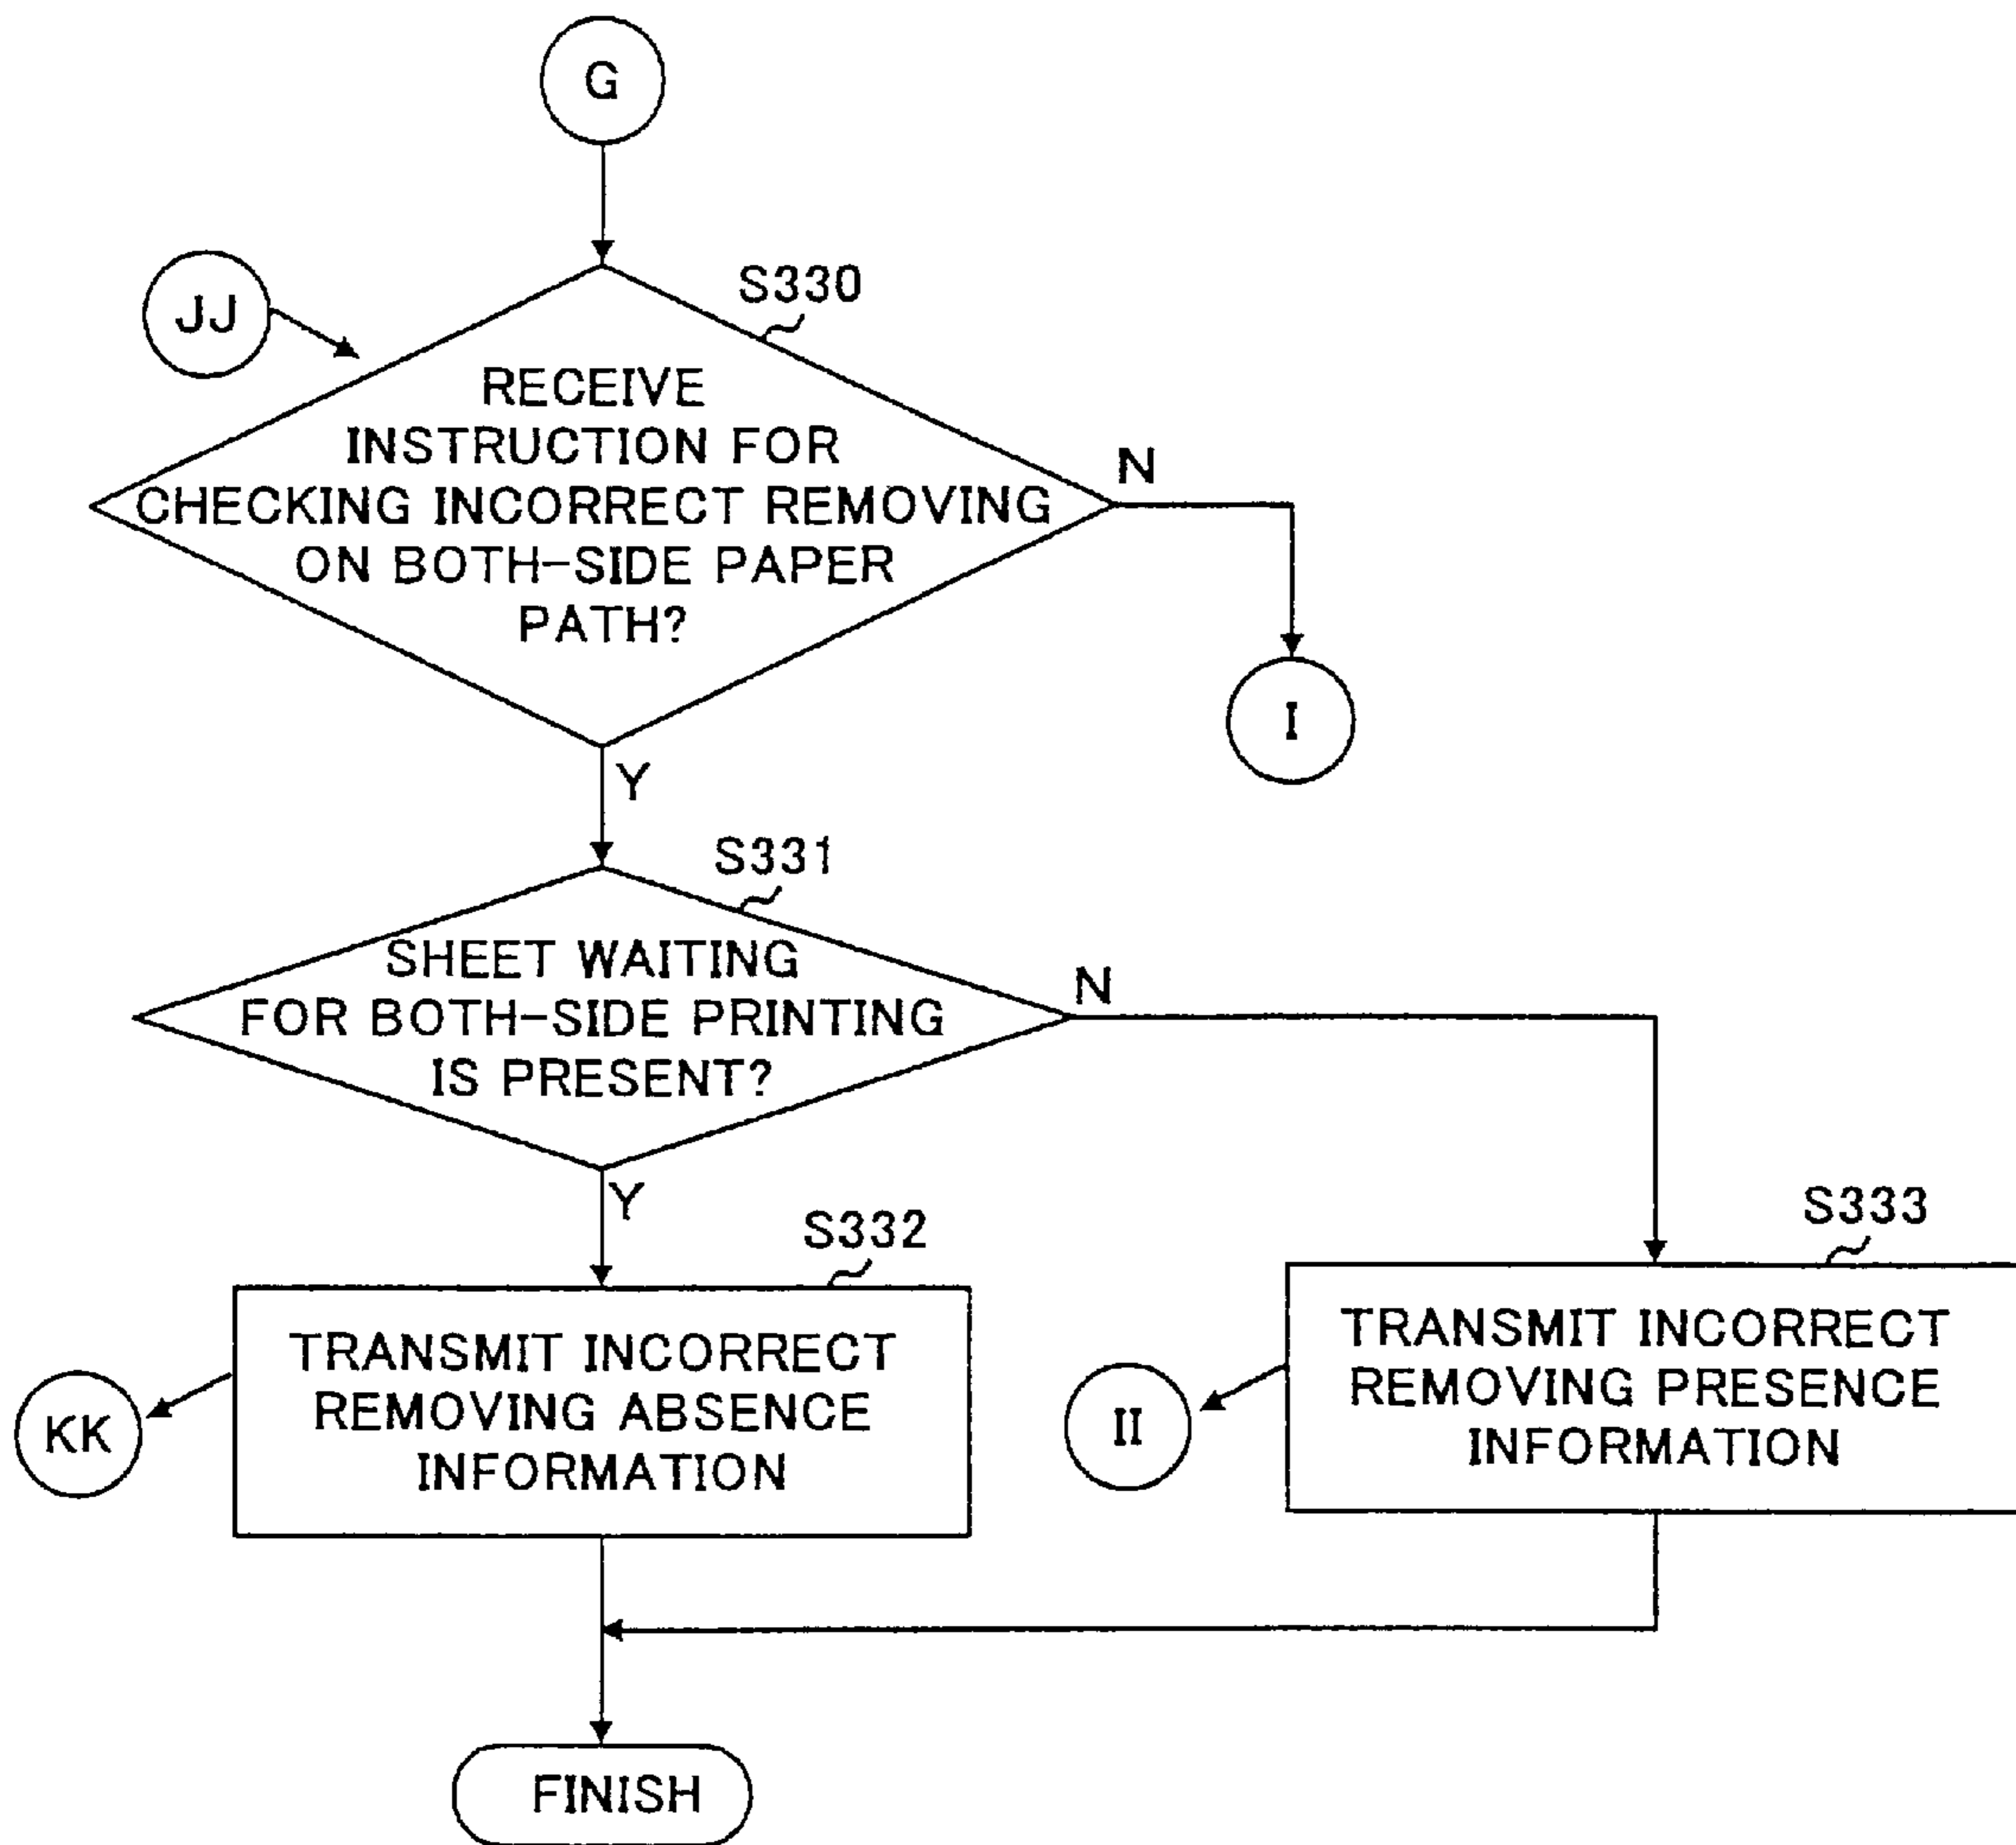 G
JJ
S330
RECEIVE
INSTRUCTION FOR
CHECKING INCORRECT REMOVING
ON BOTH-SIDE PAPER
PATH?
N
I
Y
S331
SHEET WAITING
FOR BOTH-SIDE PRINTING
IS PRESENT?
N
Y
S332
TRANSMIT INCORRECT
REMOVING ABSENCE
INFORMATION
KK
S333
TRANSMIT INCORRECT
REMOVING PRESENCE
INFORMATION
II
FINISH